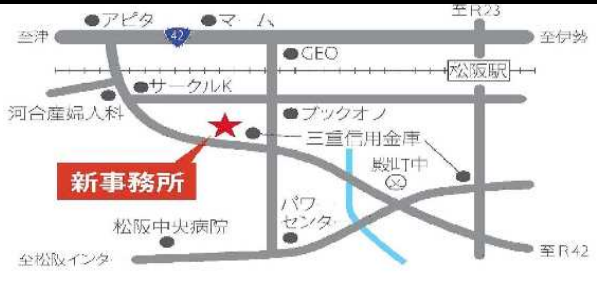 至R23
アピタ
マーム
至津
42
至伊勢
GEO
松阪駅
サークルK
河合産婦人科
ブックオフ
三重信用金庫
殿町中
新事務所
パワー
センター
松阪中央病院
至松阪インター
至R42